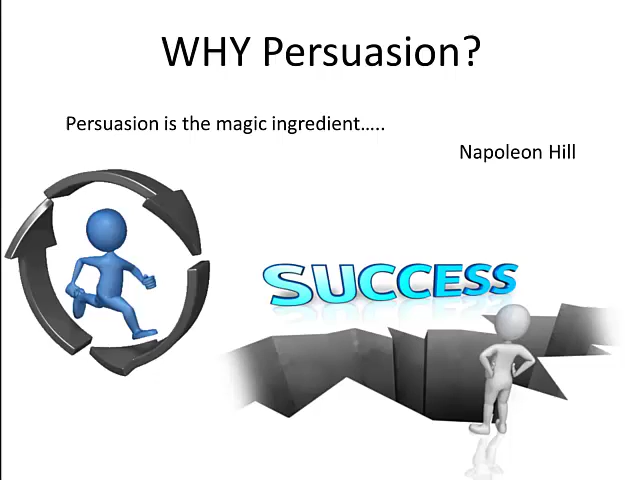 WHY Persuasion?
Persuasion is the magic ingredient…..
Napoleon Hill
SUCCESS